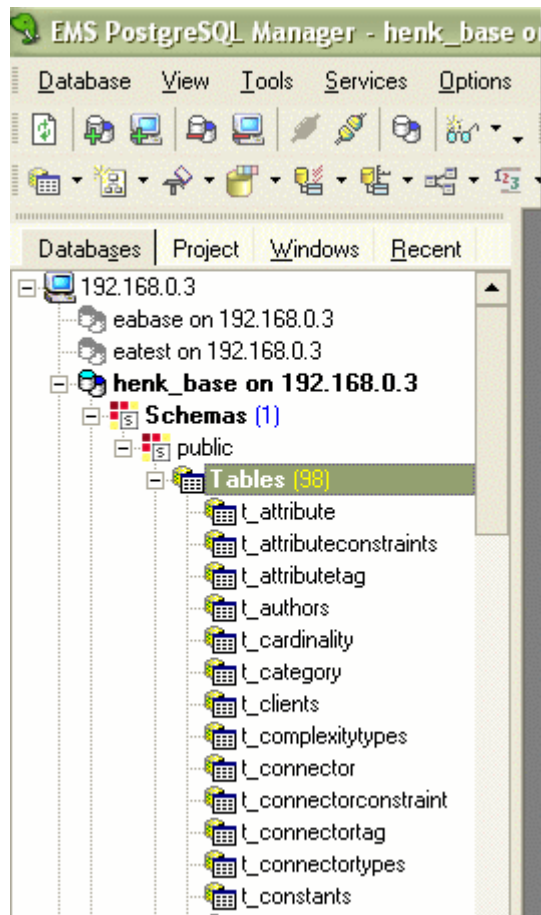 EMS PostgreSQL Manager - henk_base o
Database View Tools Services Options
Databases Project Windows Recent
192.168.0.3
eabase on 192.168.0.3
eatest on 192.168.0.3
henk_base on 192.168.0.3
Schemas (1)
public
Tables (98)
t_attribute
t_attributeconstraints
t_attributetag
t_authors
t_cardinality
t_category
t_clients
t_complexitytypes
t_connector
t_connectorconstraint
t_connectortag
t_connectortypes
t_constants